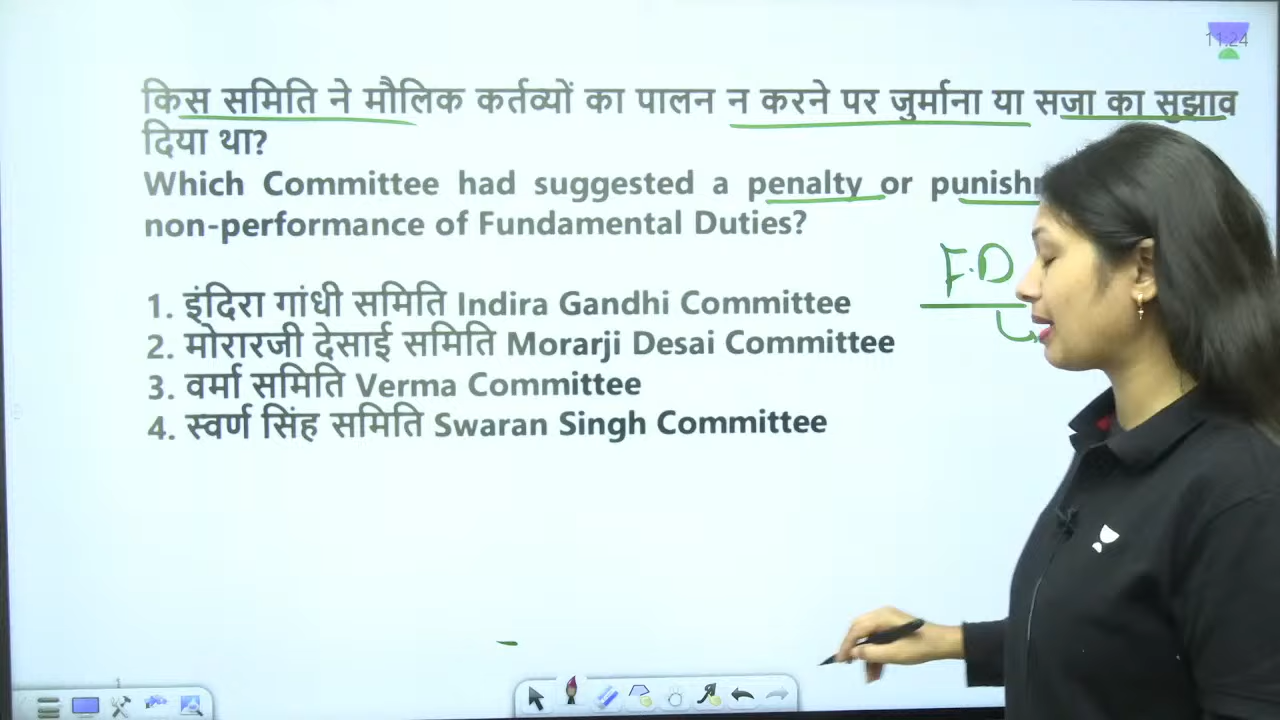 11:24
किस समिति ने मौलिक कर्तव्यों का पालन न करने पर जुर्माना या सजा का सुझाव
दिया था?
Which Committee had suggested a penalty or
non-performance of Fundamental Duties?
F.D
1. इंदिरा गांधी समिति Indira Gandhi Committee
2. मोरारजी देसाई समिति Morarji Desai Committee
3. वर्मा समिति Verma Committee
4. स्वर्ण सिंह समिति Swaran Singh Committee